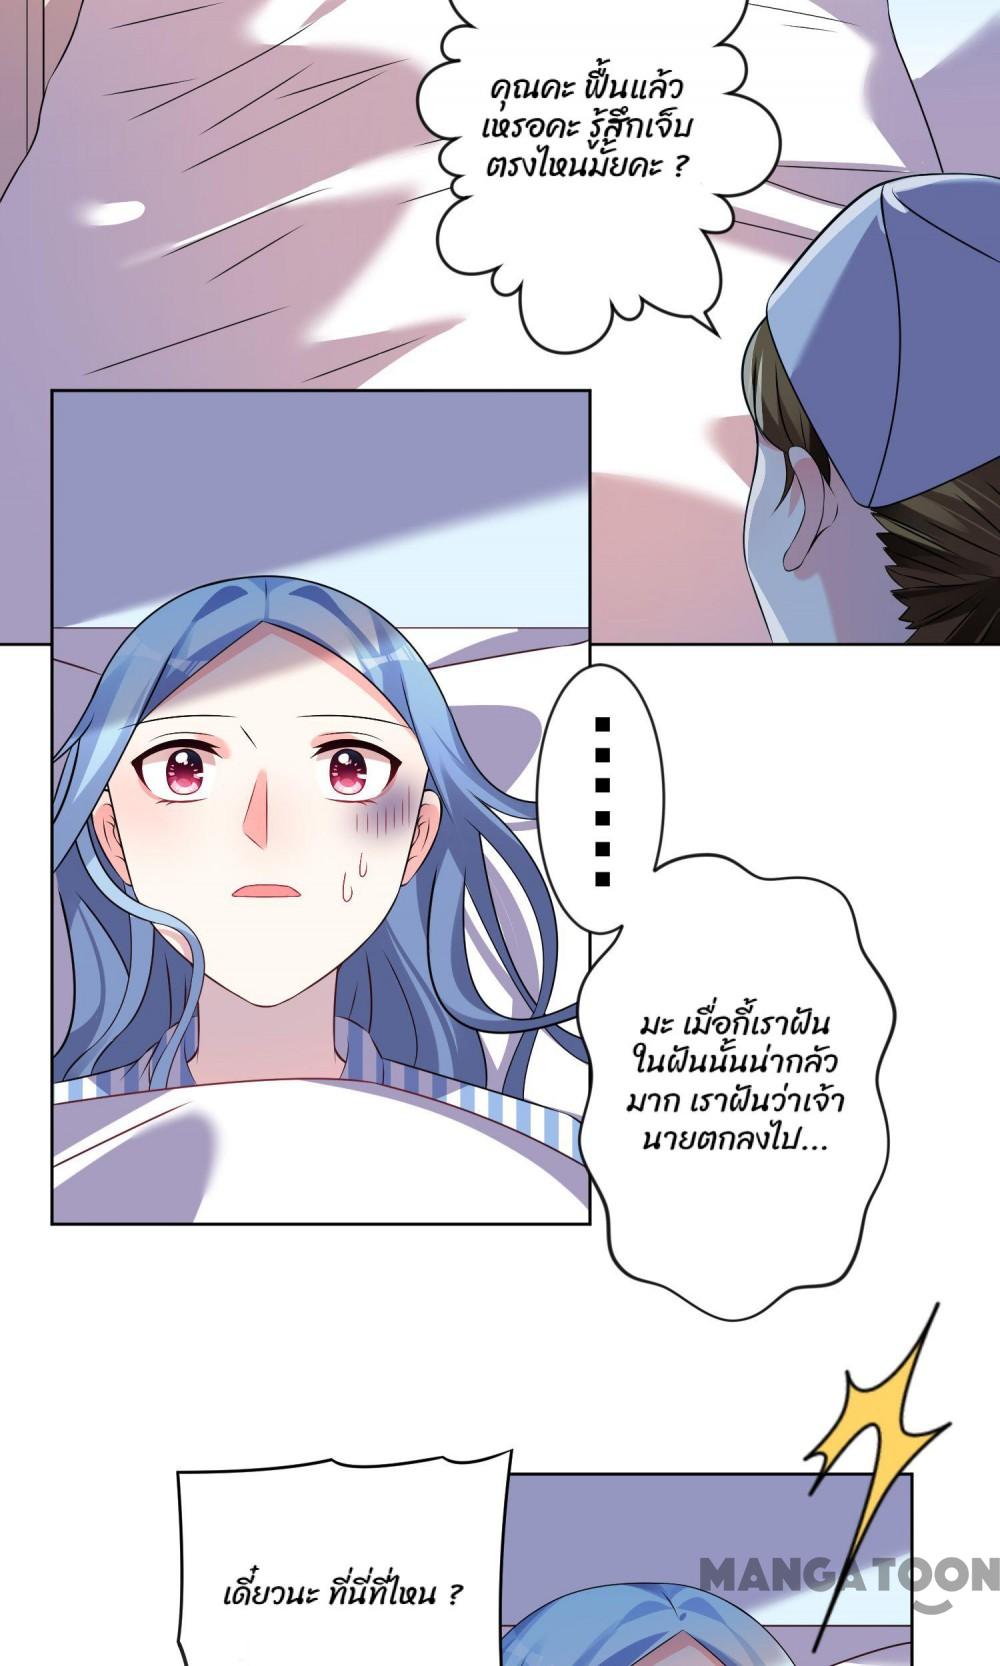 คุณคะ ฟื้นแล้ว
เหรอคะ รู้สึกเจ็บ
ตรงไหนมั้ยคะ ?
......
มะ เมื่อกี้เราฝัน
ในฝันนั้นน่ากลัว
มาก เราฝันว่าเจ้า
นายตกลงไป...
เดี๋ยวนะ ที่นี่ที่ไหน ?
MANGATOON